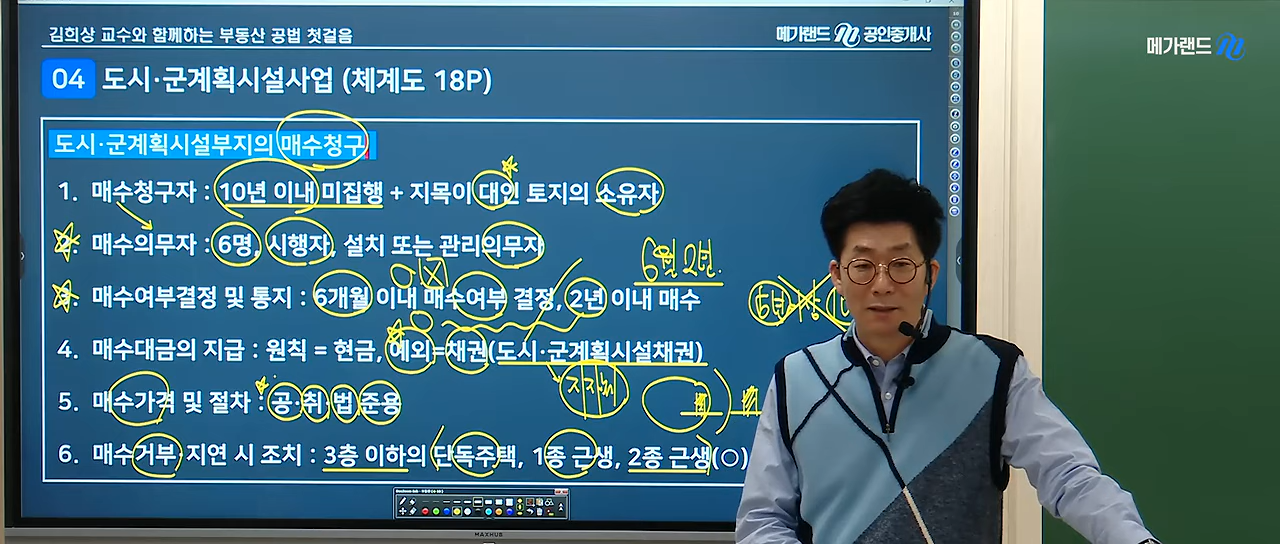 김희상 교수와 함께하는 부동산 공법 첫걸음
메가랜드 공인중개사
메가랜드
04 도시·군계획시설사업 (체계도 18P)
도시·군계획시설부지의 매수청구
1. 매수청구자 : 10년 이내 미집행 + 지목이 대인 토지의 소유자
2. 매수의무자 : 6명, 시행자, 설치 또는 관리의무자
6월 2년.
3. 매수여부결정 및 통지 : 6개월 이내 매수여부 결정, 2년 이내 매수
4. 매수대금의 지급 : 원칙 = 현금, 예외=채권(도시·군계획시설채권)
지자체
5. 매수가격 및 절차 : 공·취법 준용
6. 매수거부 지연 시 조치 : 3층 이하의 단독주택, 1종 근생, 2종 근생(○)
MAXHUB